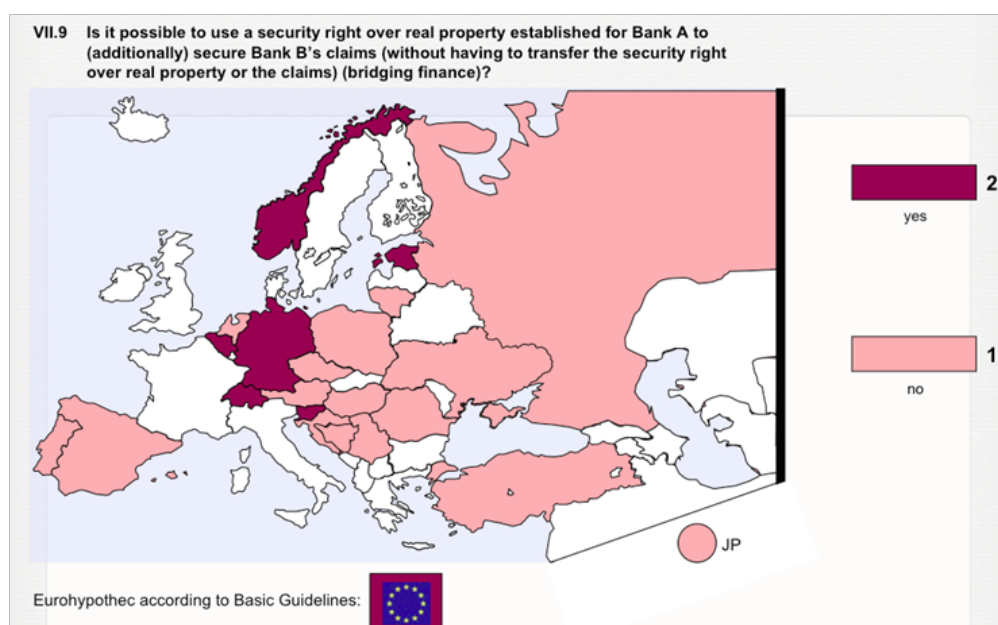 VII.9 Is it possible to use a security right over real property established for Bank A to
(additionally) secure Bank B's claims (without having to transfer the security right
over real property or the claims) (bridging finance)?
2
yes
1
no
JP
Eurohypothec according to Basic Guidelines: